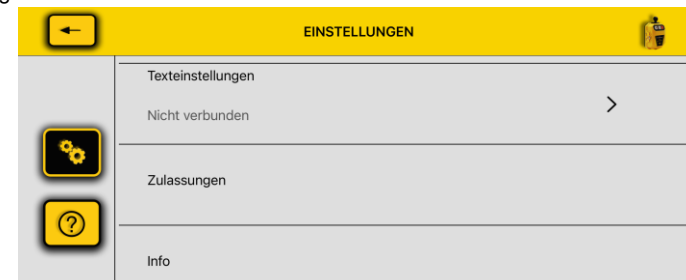 EINSTELLUNGEN
Texteinstellungen
Nicht verbunden
Zulassungen
Info